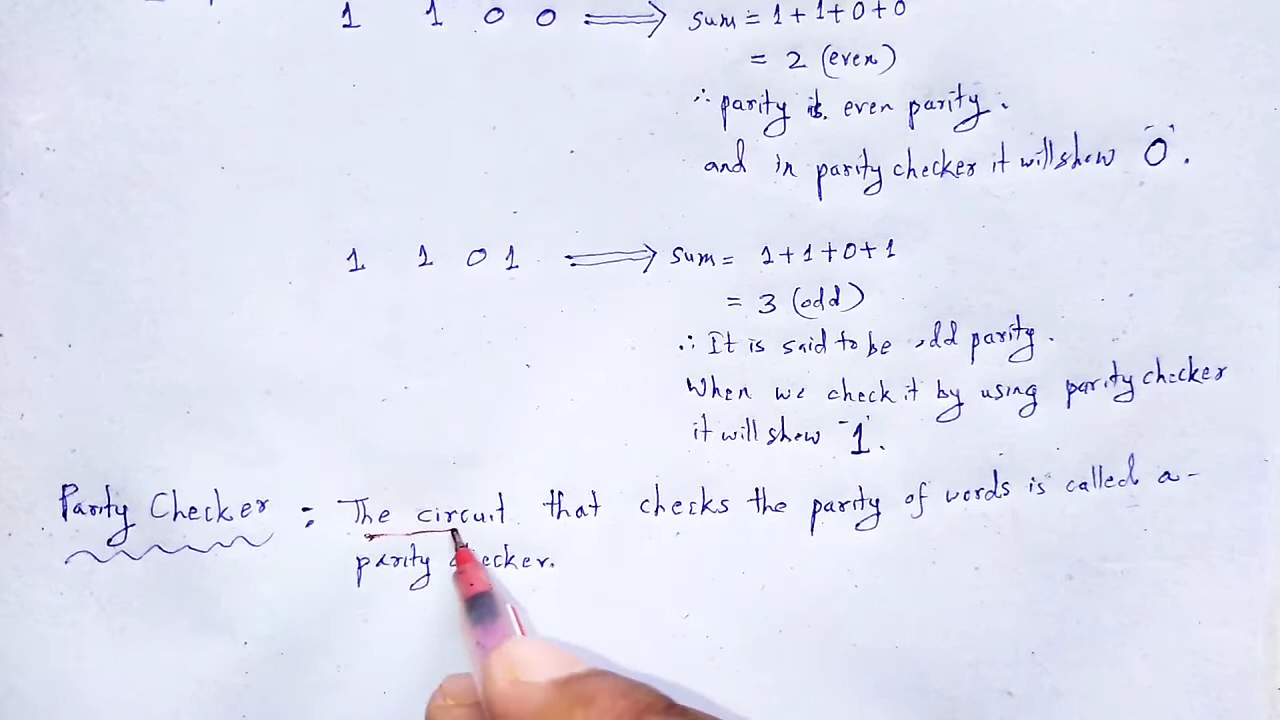 1 1 0 0 ⟹ sum = 1+1+0+0
= 2 (even)
∴ parity is even parity.
and in parity checker it will show "0".
1 1 0 1 ⟹ sum = 1+1+0+1
= 3 (odd)
∴ It is said to be odd parity.
When we check it by using parity checker
it will show "1".
Parity Checker : The circuit that checks the parity of words is called a-
parity checker.